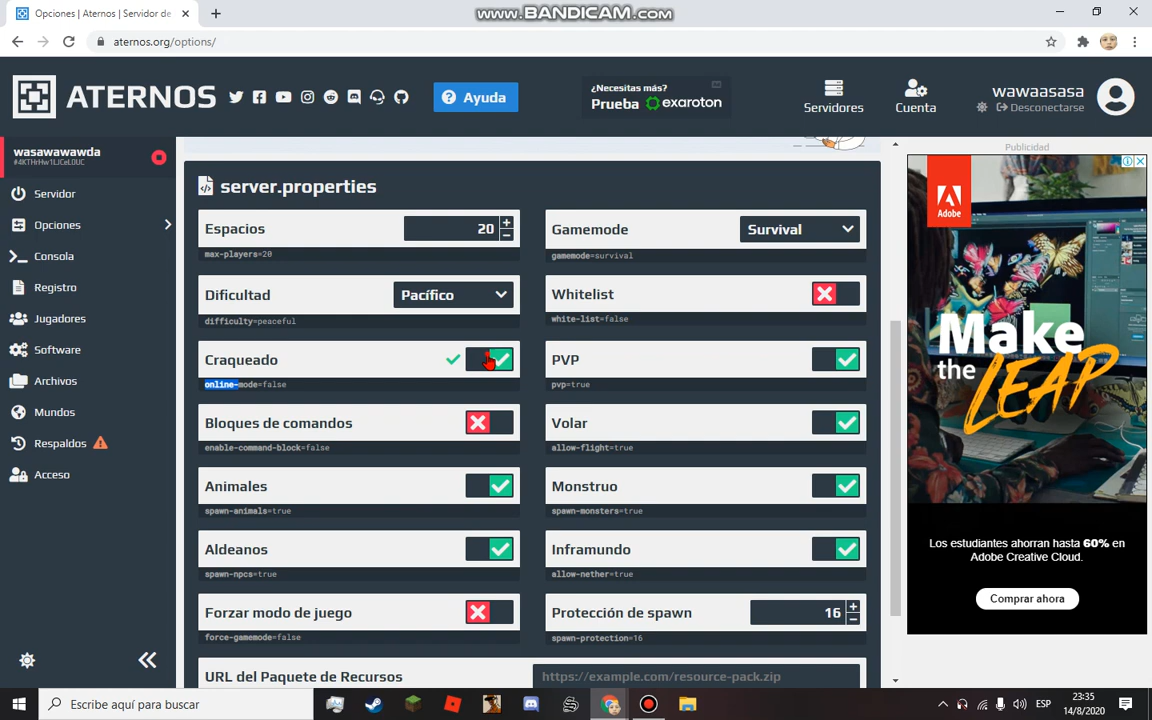 Opciones | Aternos | Servidor de
WWW.BANDICAM.COM
aternos.org/options/
ATERNOS
Ayuda
¿Necesitas más?
Prueba exaroton
Servidores
Cuenta
wawaasasa
Desconectarse
wasawawawda
Servidor
Opciones
Consola
Registro
Jugadores
Software
Archivos
Mundos
Respaldos
Acceso
server.properties
Espacios 20
max-players=20
Gamemode Survival
gamemode=survival
Dificultad Pacífico
difficulty=peaceful
Whitelist
white-list=false
Craqueado
online-mode=false
PVP
pvp=true
Bloques de comandos
enable-command-block=false
Volar
allow-flight=true
Animales
spawn-animals=true
Monstruo
spawn-monsters=true
Aldeanos
spawn-npcs=true
Inframundo
allow-nether=true
Forzar modo de juego
force-gamemode=false
Protección de spawn 16
spawn-protection=16
URL del Paquete de Recursos https://example.com/resource-pack.zip
Publicidad
Adobe
Make
the LEAP
Los estudiantes ahorran hasta 60% en
Adobe Creative Cloud.
Comprar ahora
Escribe aquí para buscar
ESP
23:35
14/8/2020